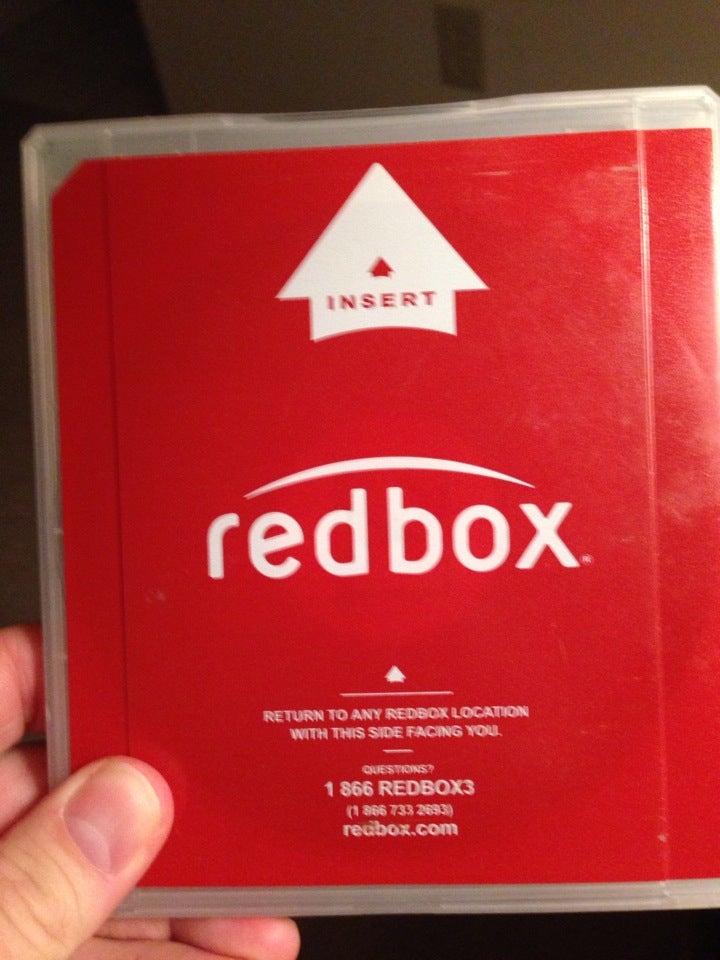 INSERT
redbox®
RETURN TO ANY REDBOX LOCATION
WITH THIS SIDE FACING YOU.
QUESTIONS?
1 866 REDBOX3
(1 866 733 2693)
redbox.com